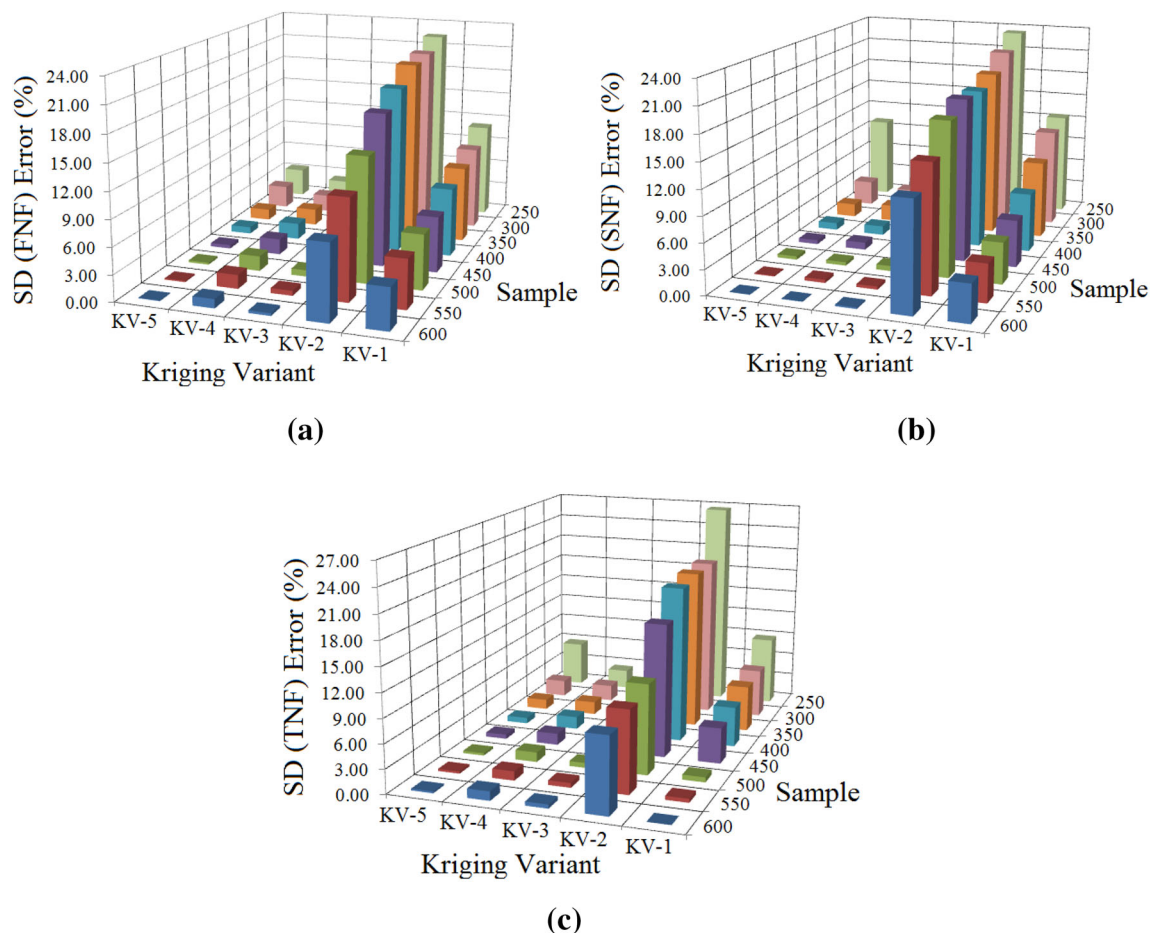 SD (FNF) Error (%)
24.00
21.00
18.00
15.00
12.00
9.00
6.00
3.00
0.00
KV-5
KV-4
KV-3
KV-2
KV-1
Kriging Variant
250
300
350
400
450
500
550
600
Sample
(a)
SD (SNF) Error (%)
24.00
21.00
18.00
15.00
12.00
9.00
6.00
3.00
0.00
KV-5
KV-4
KV-3
KV-2
KV-1
Kriging Variant
250
300
350
400
450
500
550
600
Sample
(b)
SD (TNF) Error (%)
27.00
24.00
21.00
18.00
15.00
12.00
9.00
6.00
3.00
0.00
KV-5
KV-4
KV-3
KV-2
KV-1
Kriging Variant
250
300
350
400
450
500
550
600
Sample
(c)